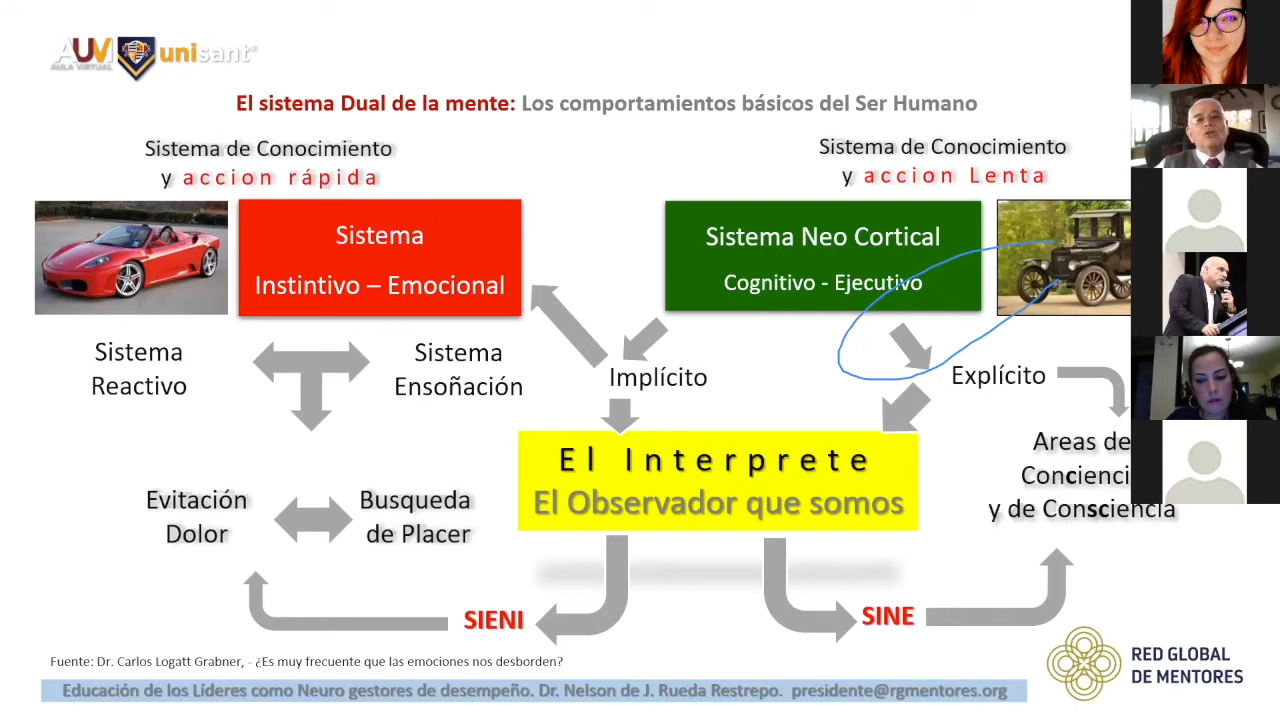 AUVI unisant®
AULA VIRTUAL
El sistema Dual de la mente: Los comportamientos básicos del Ser Humano
Sistema de Conocimiento
y accion rápida
Sistema de Conocimiento
y accion Lenta
Sistema
Instintivo – Emocional
Sistema Neo Cortical
Cognitivo - Ejecutivo
Sistema
Reactivo
Sistema
Ensoñación
Implícito
Explícito
El Interprete
El Observador que somos
Areas de
Concienci
y de Consciencia
Evitación
Dolor
Busqueda
de Placer
SIENI
SINE
Fuente: Dr. Carlos Logatt Grabner, - ¿Es muy frecuente que las emociones nos desborden?
Educación de los Líderes como Neuro gestores de desempeño. Dr. Nelson de J. Rueda Restrepo. presidente@rgmentores.org
RED GLOBAL
DE MENTORES